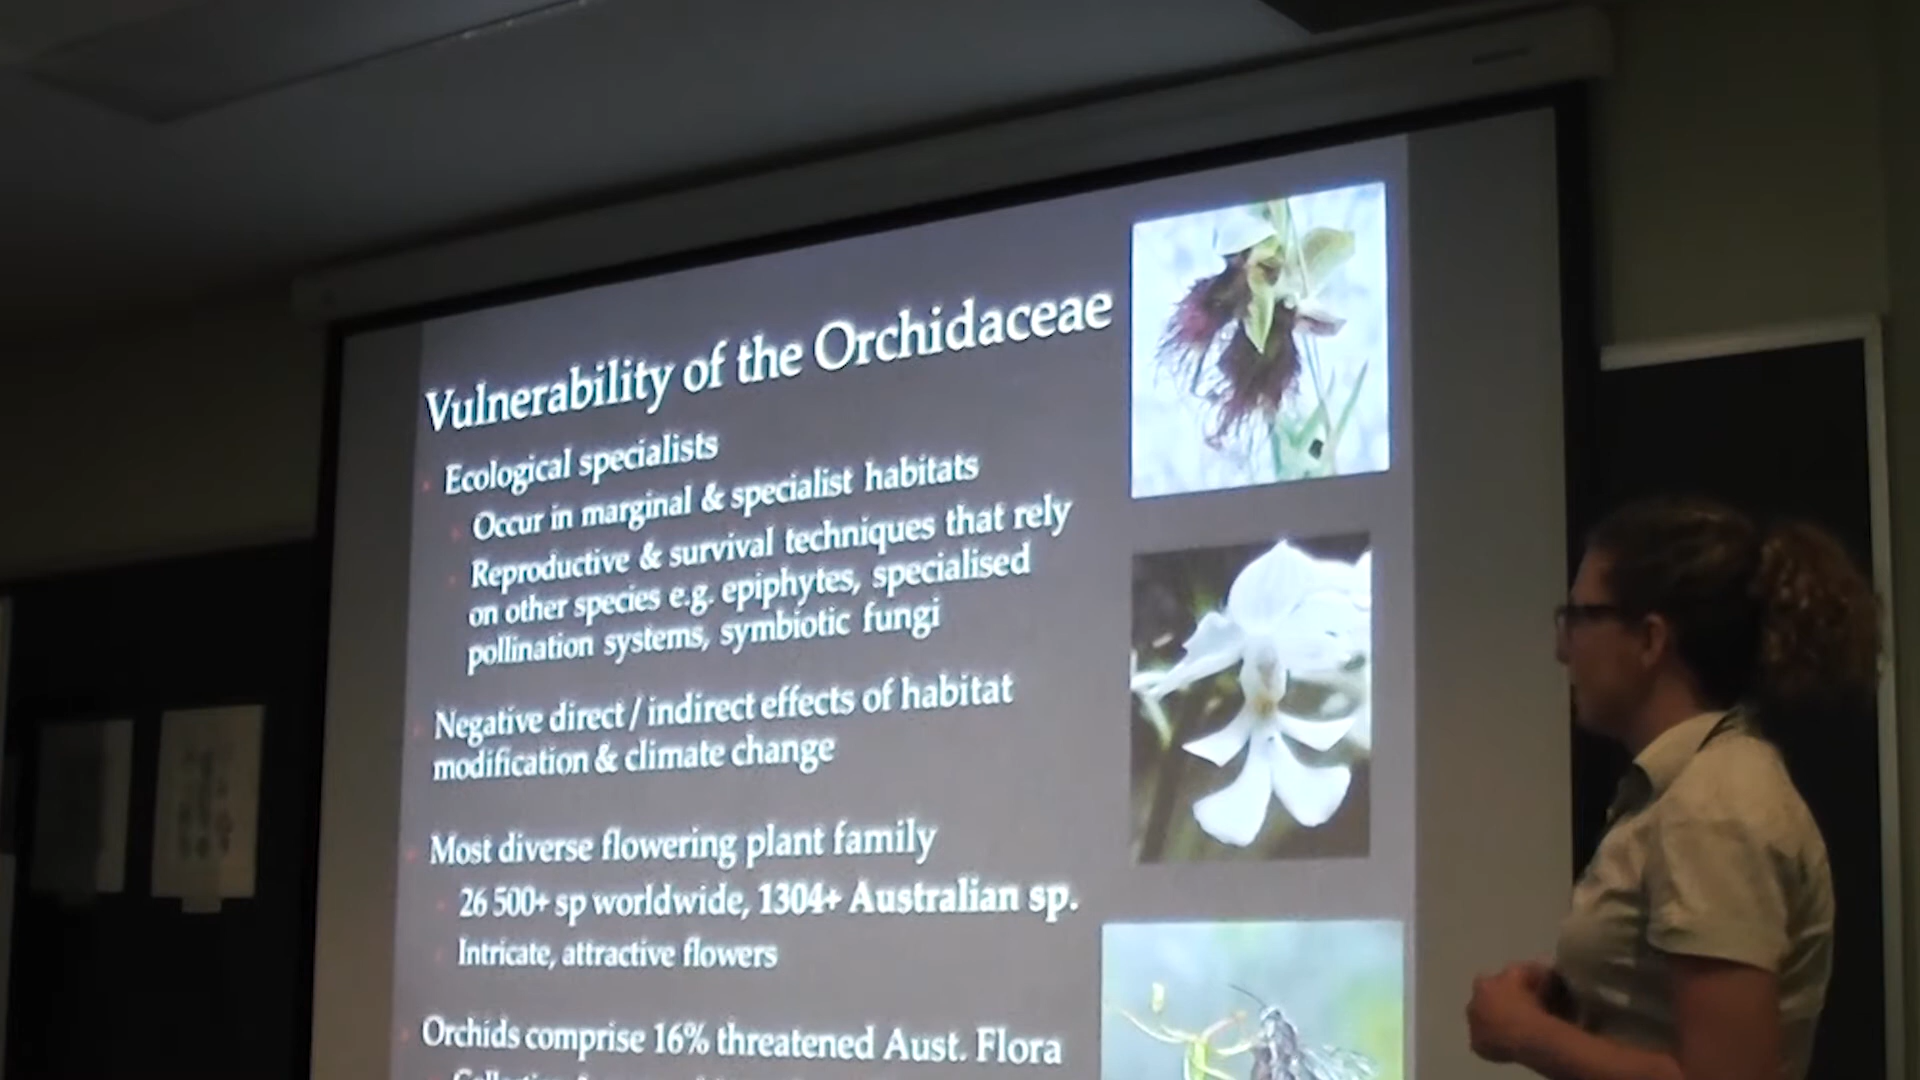 Vulnerability of the Orchidaceae
Ecological specialists
Occur in marginal & specialist habitats
Reproductive & survival techniques that rely
on other species e.g. epiphytes, specialised
pollination systems, symbiotic fungi
Negative direct / indirect effects of habitat
modification & climate change
Most diverse flowering plant family
26 500+ sp worldwide, 1304+ Australian sp.
Intricate, attractive flowers
Orchids comprise 16% threatened Aust. Flora